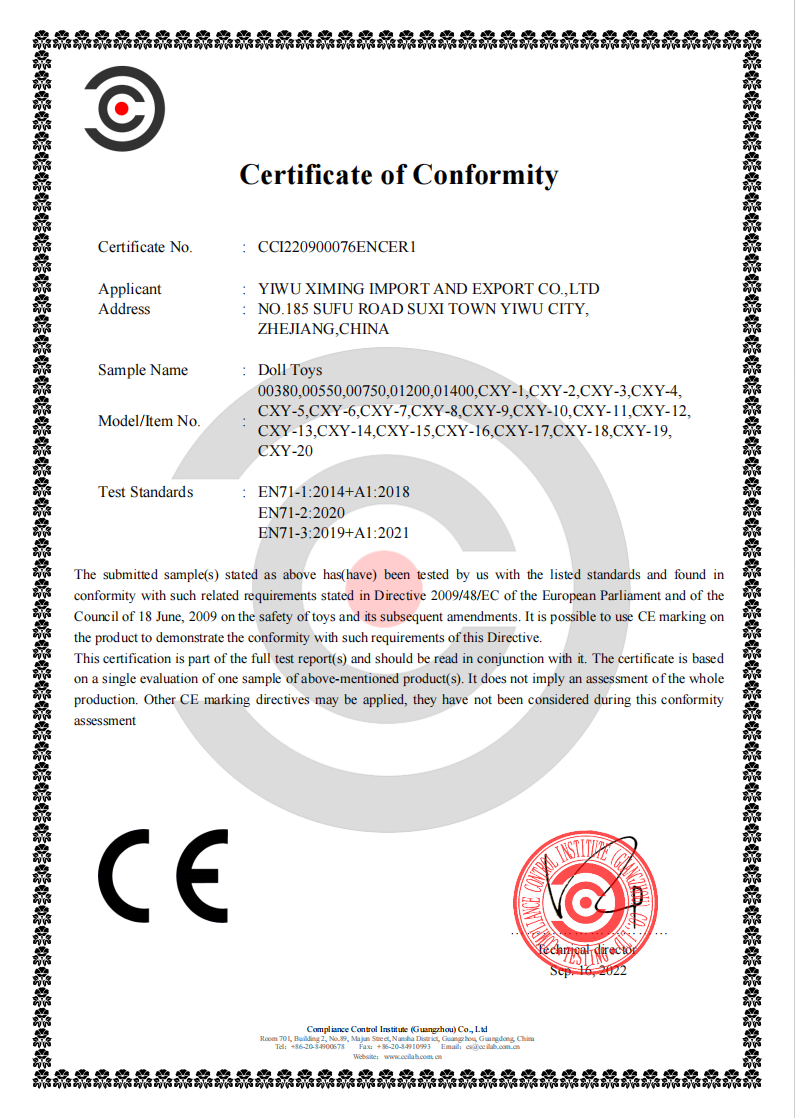 Certificate of Conformity
Certificate No. : CCI220900076ENCER1
Applicant : YIWU XIMING IMPORT AND EXPORT CO.,LTD
Address : NO.185 SUFU ROAD SUXI TOWN YIWU CITY,
ZHEJIANG,CHINA
Sample Name : Doll Toys
00380,00550,00750,01200,01400,CXY-1,CXY-2,CXY-3,CXY-4,
Model/Item No. : CXY-5,CXY-6,CXY-7,CXY-8,CXY-9,CXY-10,CXY-11,CXY-12,
CXY-13,CXY-14,CXY-15,CXY-16,CXY-17,CXY-18,CXY-19,
CXY-20
Test Standards : EN71-1:2014+A1:2018
EN71-2:2020
EN71-3:2019+A1:2021
The submitted sample(s) stated as above has(have) been tested by us with the listed standards and found in
conformity with such related requirements stated in Directive 2009/48/EC of the European Parliament and of the
Council of 18 June, 2009 on the safety of toys and its subsequent amendments. It is possible to use CE marking on
the product to demonstrate the conformity with such requirements of this Directive.
This certification is part of the full test report(s) and should be read in conjunction with it. The certificate is based
on a single evaluation of one sample of above-mentioned product(s). It does not imply an assessment of the whole
production. Other CE marking directives may be applied, they have not been considered during this conformity
assessment
CE
COMPLIANCE CONTROL INSTITUTE (GUANGZHOU) CO., LTD
TESTING
Technical director
Sep. 16, 2022
Compliance Control Institute (Guangzhou) Co., Ltd
Room 701, Building 2, No.89, Majun Street, Nansha District, Guangzhou, Guangdong, China
Tel: +86-20-84900678 Fax: +86-20-84910993 Email: cs@ccilab.com.cn
Website: www.ccilab.com.cn